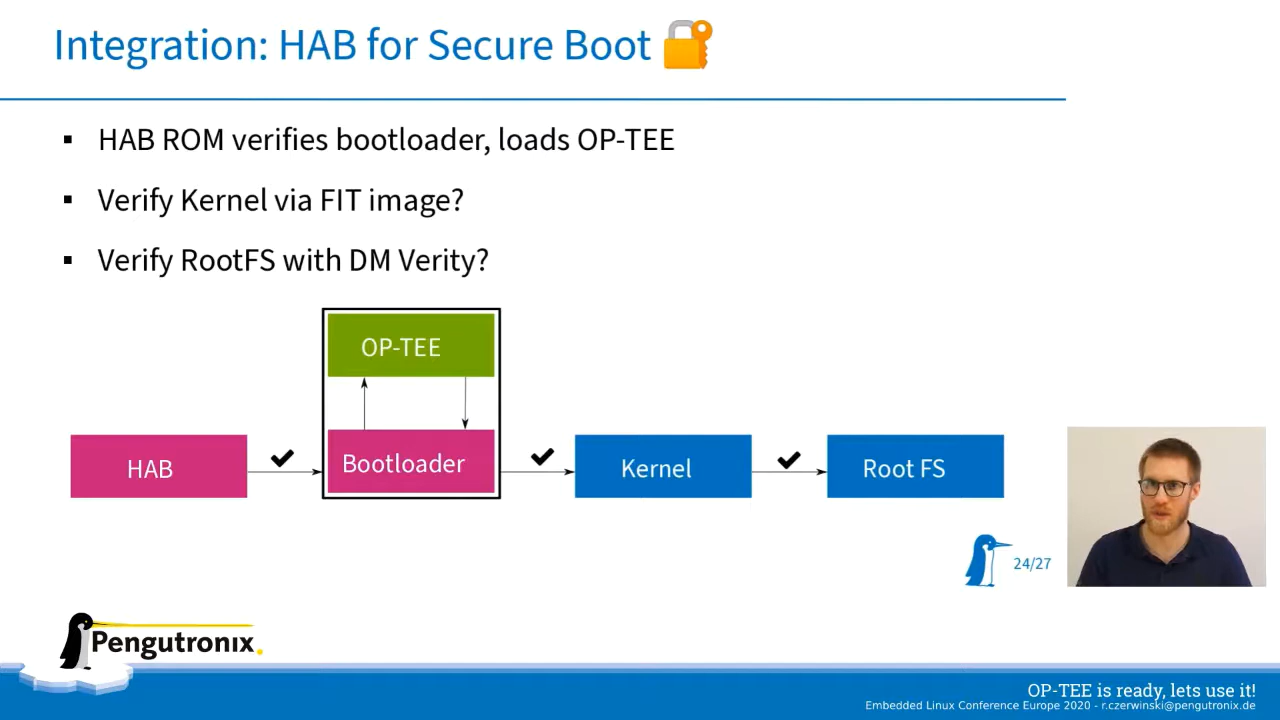 Integration: HAB for Secure Boot
HAB ROM verifies bootloader, loads OP-TEE
Verify Kernel via FIT image?
Verify RootFS with DM Verity?
OP-TEE
HAB
Bootloader
Kernel
Root FS
24/27
Pengutronix
OP-TEE is ready, lets use it!
Embedded Linux Conference Europe 2020 - r.czerwinski@pengutronix.de